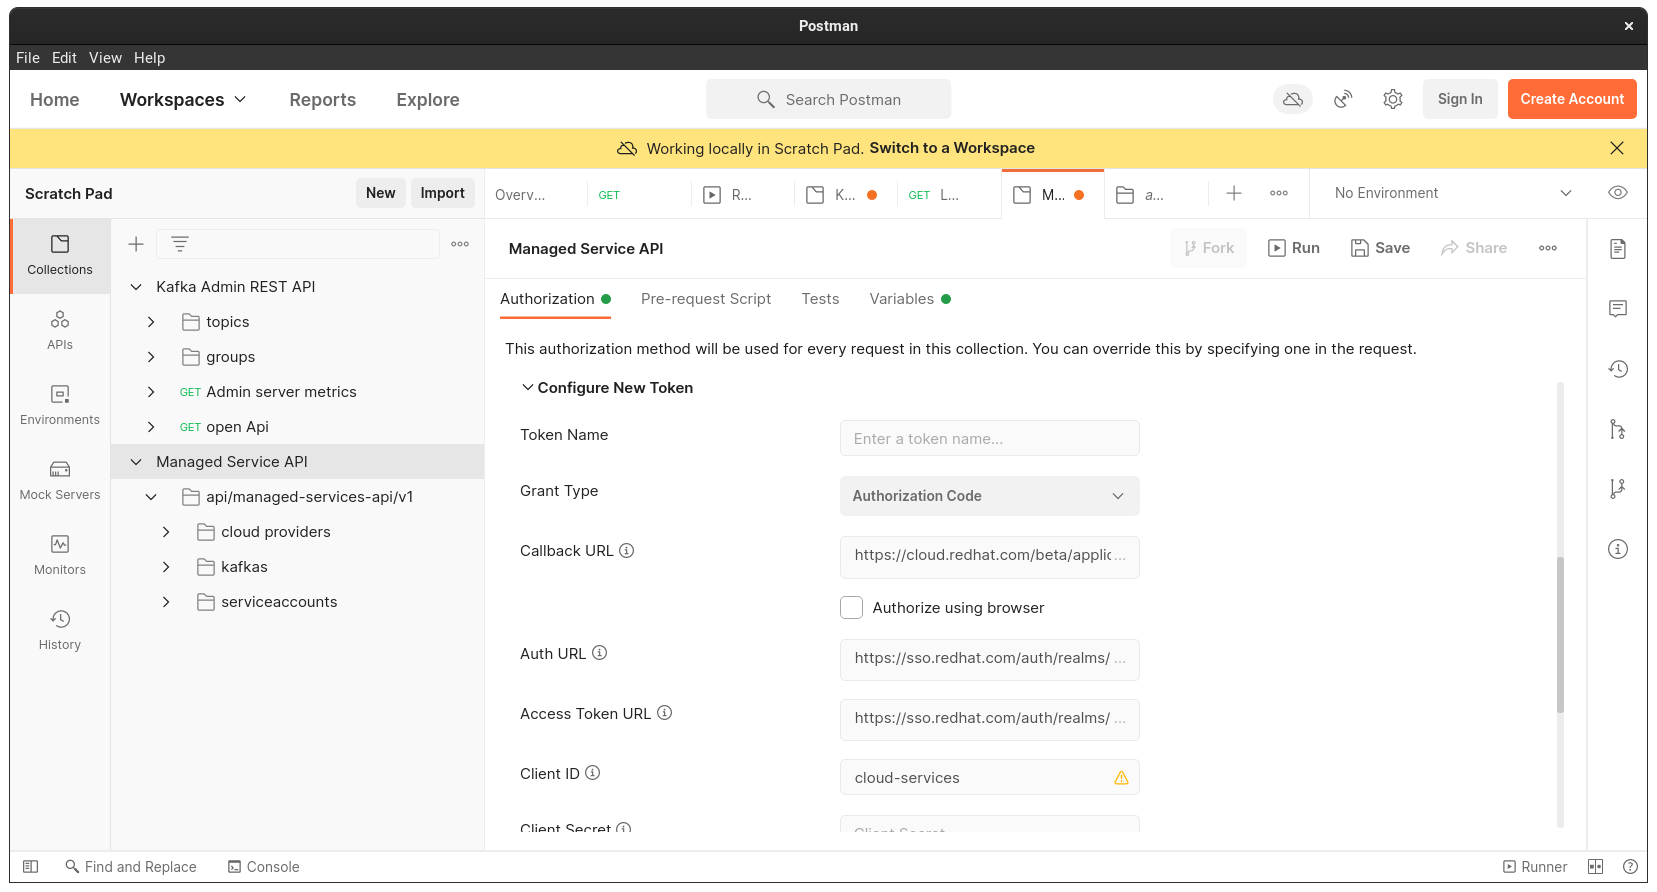 Postman
File Edit View Help
Home Workspaces Reports Explore Search Postman Sign In Create Account
Working locally in Scratch Pad. Switch to a Workspace
Scratch Pad New Import
Overv... GET R... K... GET L... M... a... No Environment
Managed Service API Fork Run Save Share
Collections
APIs
Environments
Mock Servers
Monitors
History
Kafka Admin REST API
topics
groups
GET Admin server metrics
GET open Api
Managed Service API
api/managed-services-api/v1
cloud providers
kafkas
serviceaccounts
Authorization Pre-request Script Tests Variables
This authorization method will be used for every request in this collection. You can override this by specifying one in the request.
Configure New Token
Token Name Enter a token name...
Grant Type Authorization Code
Callback URL https://cloud.redhat.com/beta/applic...
Authorize using browser
Auth URL https://sso.redhat.com/auth/realms/ ...
Access Token URL https://sso.redhat.com/auth/realms/ ...
Client ID cloud-services
Client Secret Client Secret
Find and Replace Console Runner